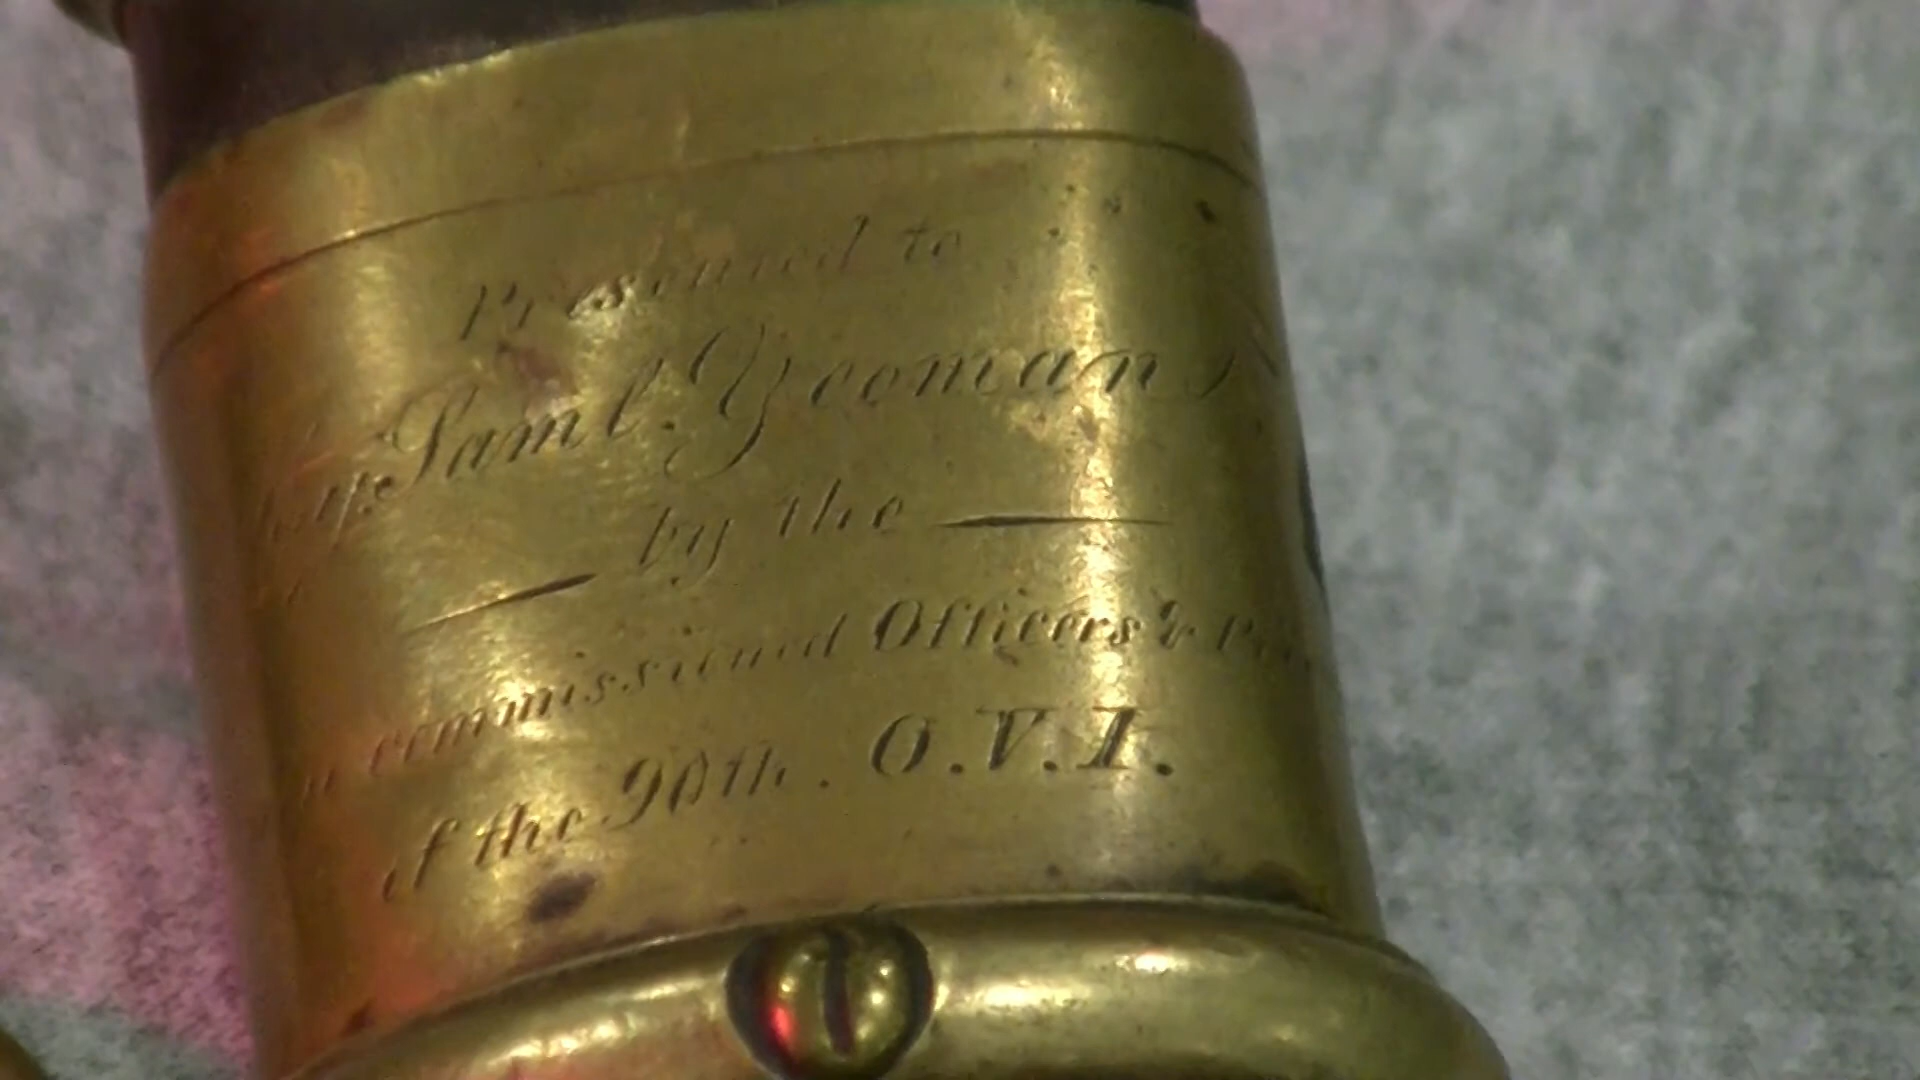 Presented to
Saml. Yeoman
by the
commissioned Officers &
of the 90th. O.V.I.